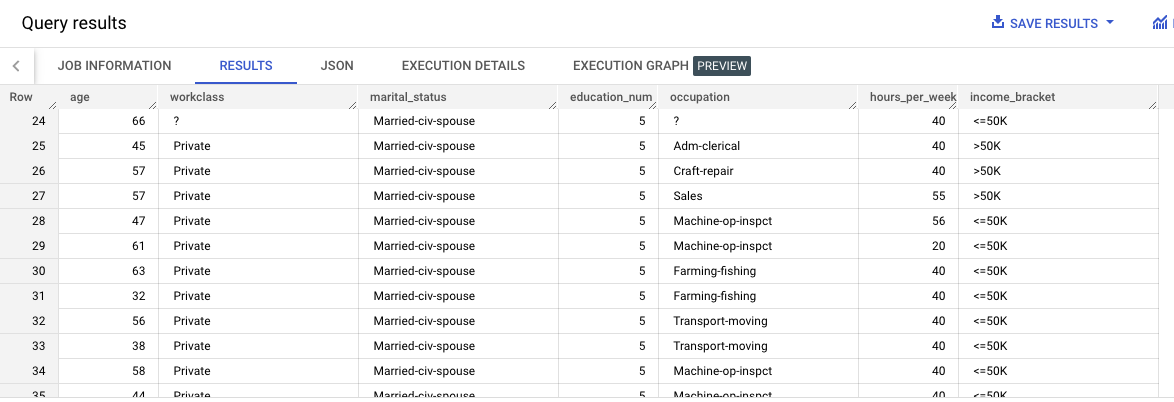 Query results SAVE RESULTS
JOB INFORMATION RESULTS JSON EXECUTION DETAILS EXECUTION GRAPH PREVIEW
Row age workclass marital_status education_num occupation hours_per_week income_bracket
24 66 ? Married-civ-spouse 5 ? 40 <=50K
25 45 Private Married-civ-spouse 5 Adm-clerical 40 >50K
26 57 Private Married-civ-spouse 5 Craft-repair 40 >50K
27 57 Private Married-civ-spouse 5 Sales 55 >50K
28 47 Private Married-civ-spouse 5 Machine-op-inspct 56 <=50K
29 61 Private Married-civ-spouse 5 Machine-op-inspct 20 <=50K
30 63 Private Married-civ-spouse 5 Farming-fishing 40 <=50K
31 32 Private Married-civ-spouse 5 Farming-fishing 40 <=50K
32 56 Private Married-civ-spouse 5 Transport-moving 40 <=50K
33 38 Private Married-civ-spouse 5 Transport-moving 40 <=50K
34 58 Private Married-civ-spouse 5 Machine-op-inspct 40 <=50K
35 44 Private Married-civ-spouse 5 Machine-op-inspct 40 <=50K